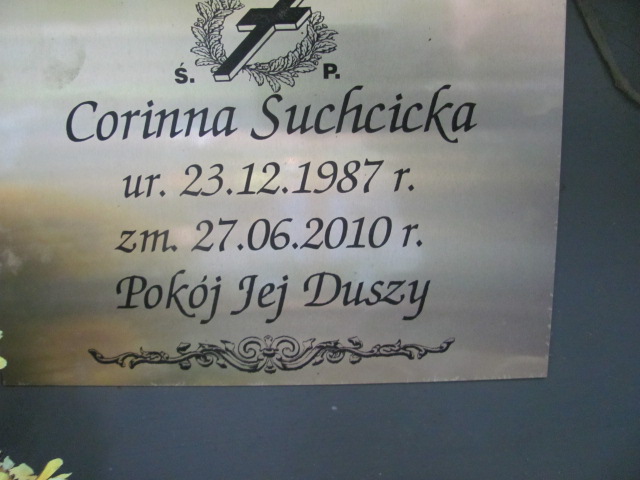 Ś. P.
Corinna Suchcicka
ur. 23.12.1987 r.
zm. 27.06.2010 r.
Pokój Jej Duszy